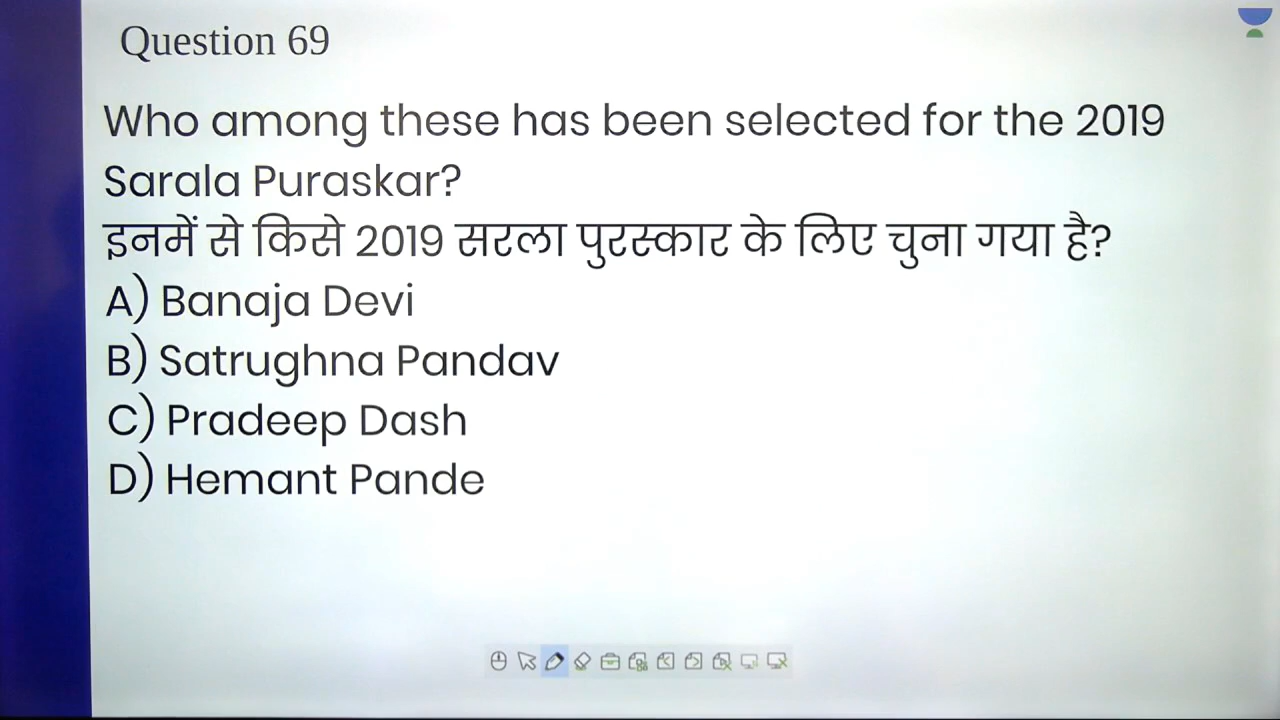 Question 69
Who among these has been selected for the 2019
Sarala Puraskar?
इनमें से किसे 2019 सरला पुरस्कार के लिए चुना गया है?
A) Banaja Devi
B) Satrughna Pandav
C) Pradeep Dash
D) Hemant Pande